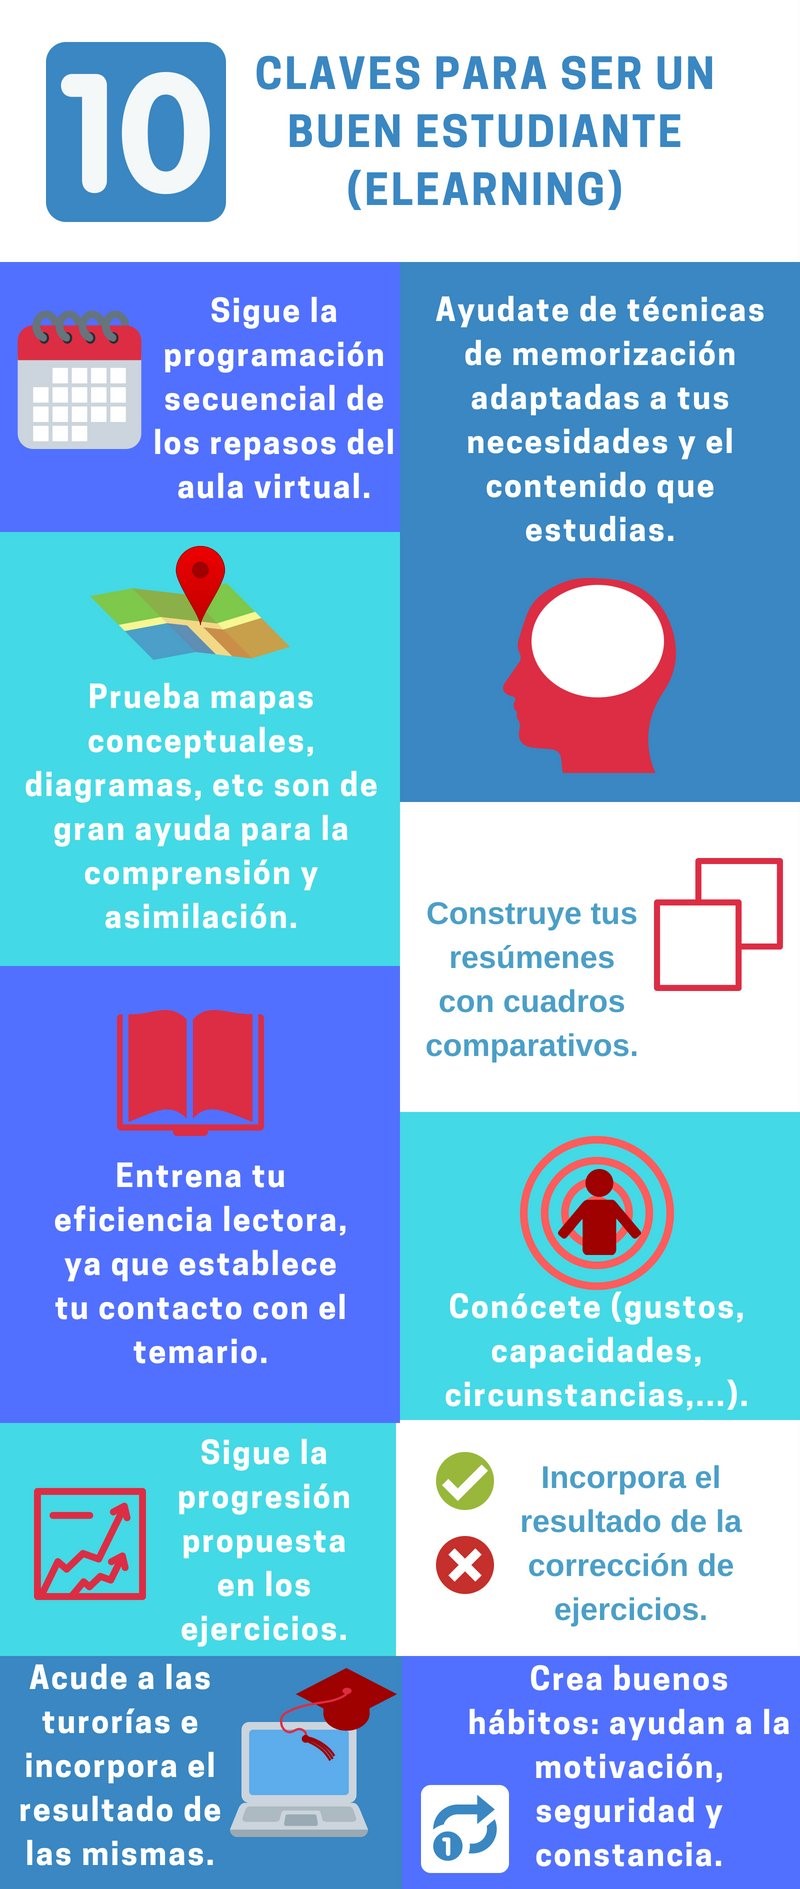 10
CLAVES PARA SER UN
BUEN ESTUDIANTE
(ELEARNING)
Sigue la
programación
secuencial de
los repasos del
aula virtual.
Ayudate de técnicas
de memorización
adaptadas a tus
necesidades y el
contenido que
estudias.
Prueba mapas
conceptuales,
diagramas, etc son de
gran ayuda para la
comprensión y
asimilación.
Construye tus
resúmenes
con cuadros
comparativos.
Entrena tu
eficiencia lectora,
ya que establece
tu contacto con el
temario.
Conócete (gustos,
capacidades,
circunstancias,...).
Sigue la
progresión
propuesta
en los
ejercicios.
Incorpora el
resultado de la
corrección de
ejercicios.
Acude a las
turorías e
incorpora el
resultado de
las mismas.
Crea buenos
hábitos: ayudan a la
motivación,
seguridad y
constancia.
1